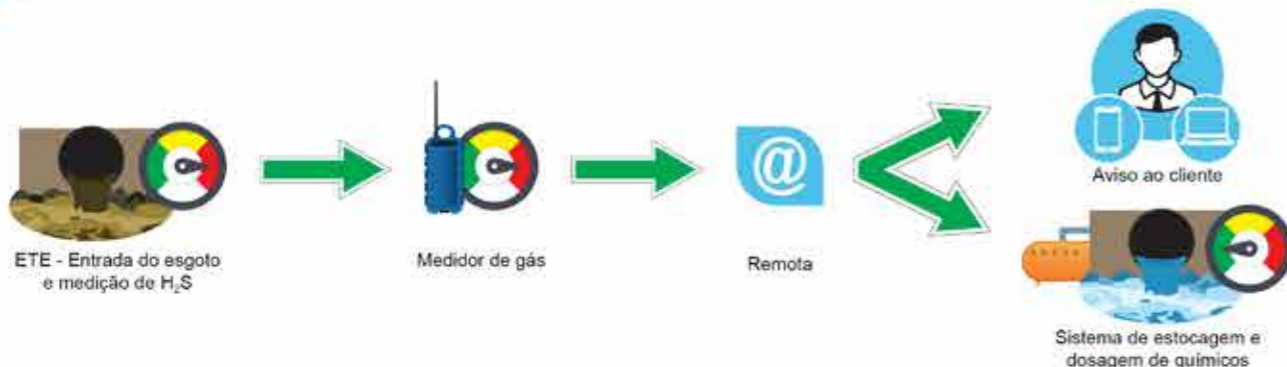 ETE - Entrada do esgoto
e medição de H₂S
Medidor de gás
@
Remota
Aviso ao cliente
Sistema de estocagem e
dosagem de químicos